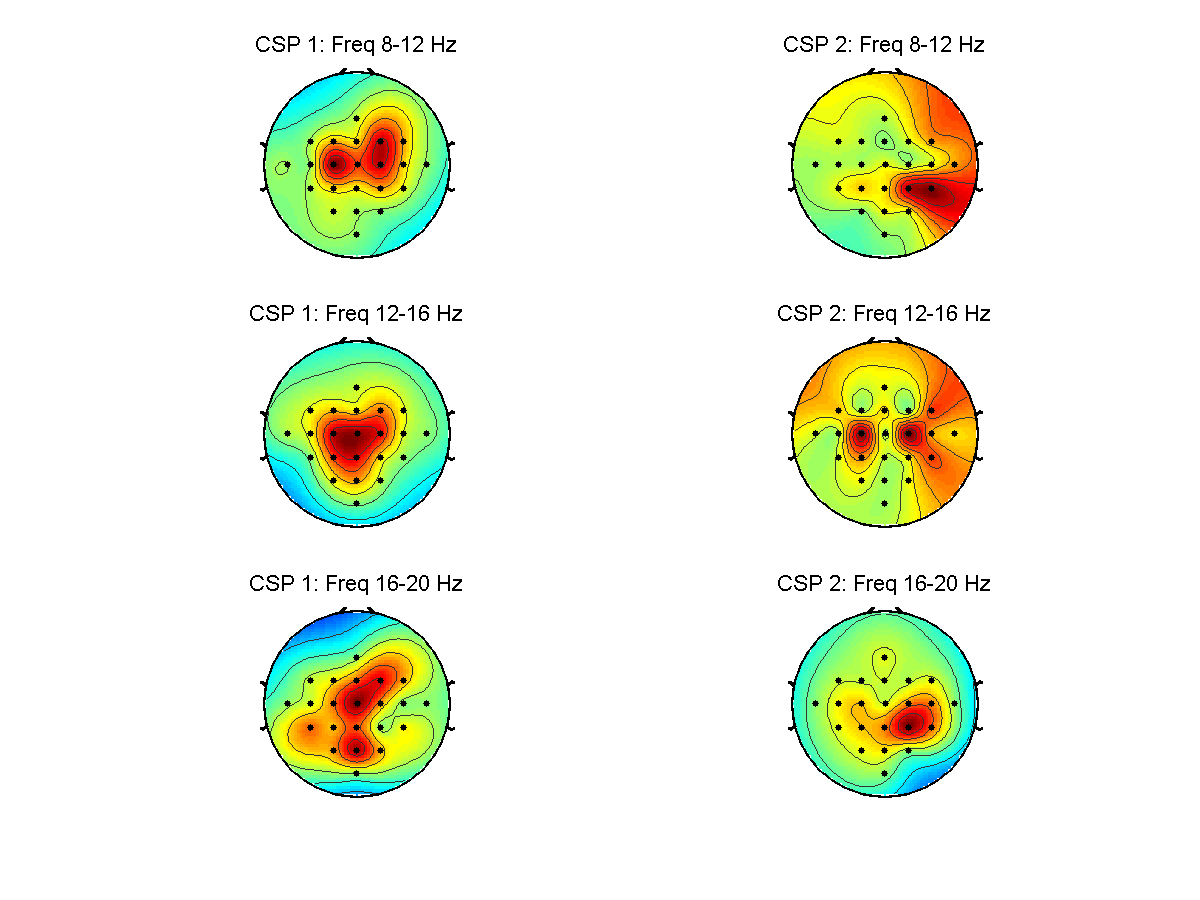 CSP 1: Freq 8-12 Hz
CSP 2: Freq 8-12 Hz
CSP 1: Freq 12-16 Hz
CSP 2: Freq 12-16 Hz
CSP 1: Freq 16-20 Hz
CSP 2: Freq 16-20 Hz